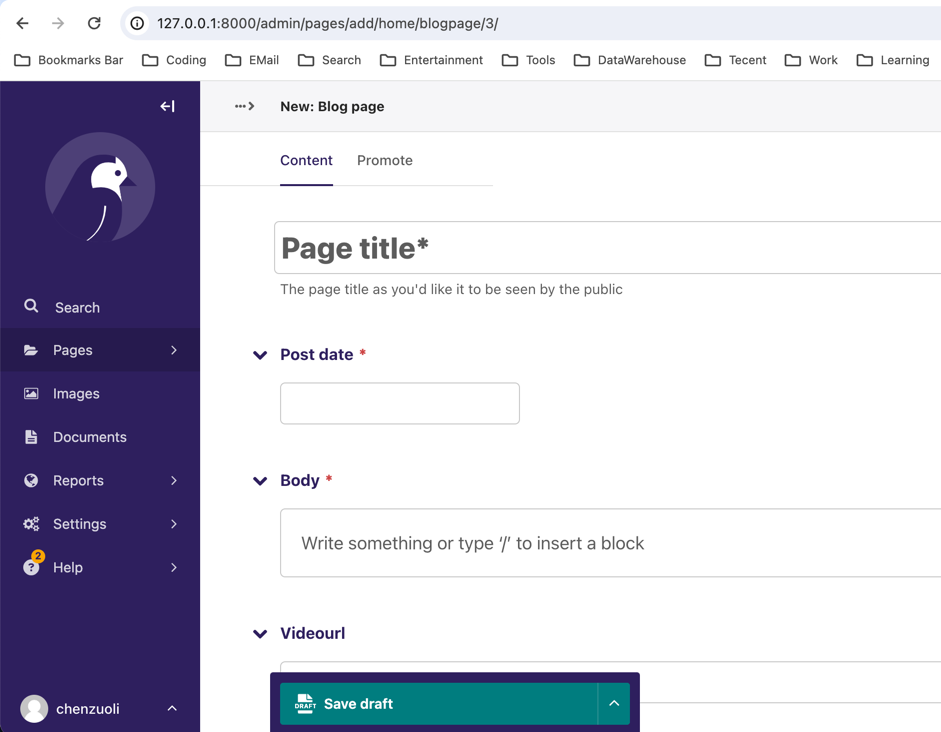 127.0.0.1:8000/admin/pages/add/home/blogpage/3/
Bookmarks Bar Coding EMail Search Entertainment Tools DataWarehouse Tecent Work Learning
New: Blog page
Content Promote
Page title*
The page title as you'd like it to be seen by the public
Search
Pages
Images
Documents
Reports
Settings
2
? Help
chenzuoli
Post date *
Body *
Write something or type ‘/’ to insert a block
Videourl
DRAFT Save draft